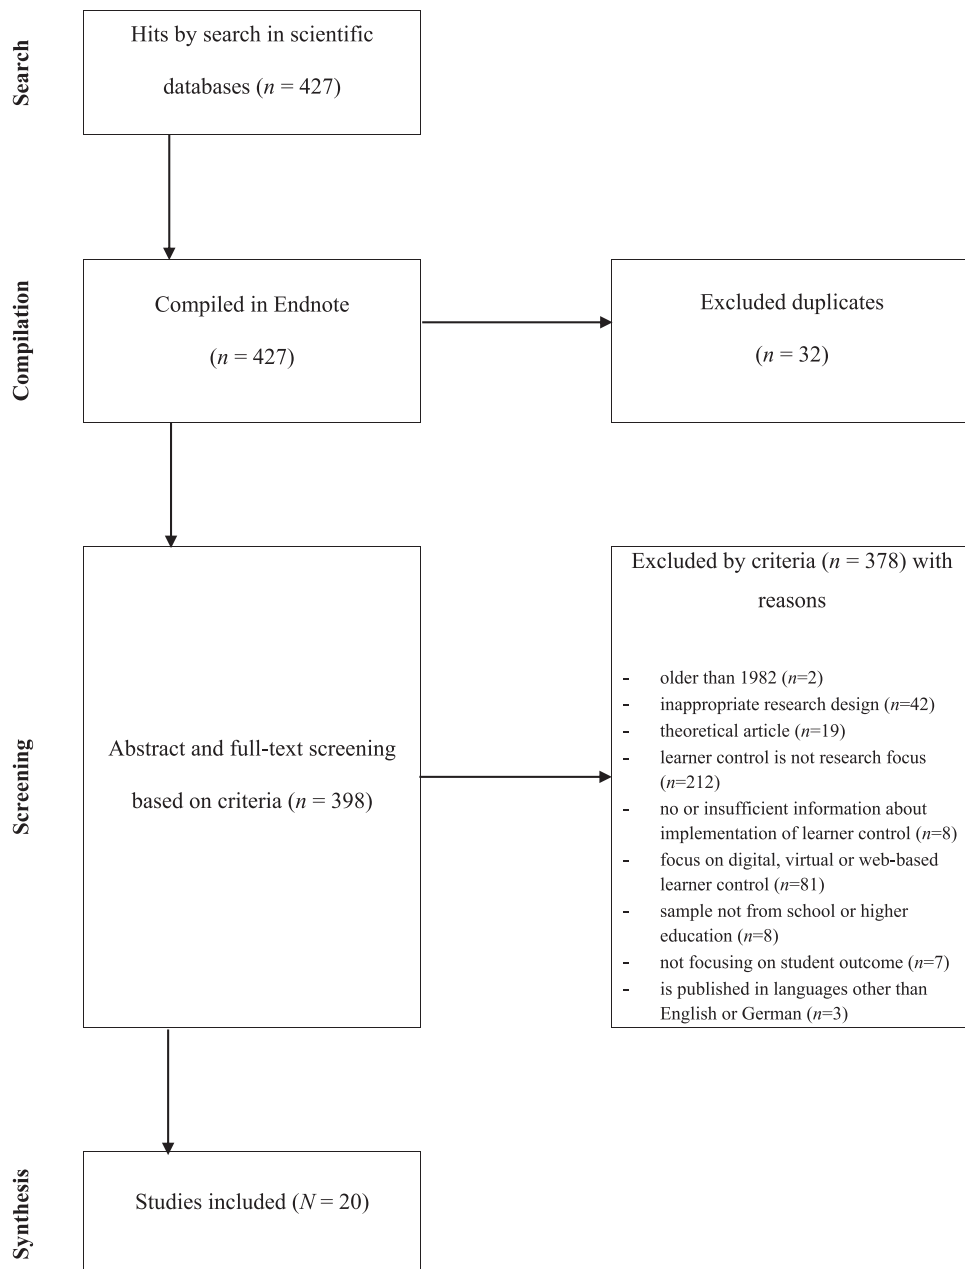 Search
Hits by search in scientific
databases (n = 427)
Compilation
Compiled in Endnote
(n = 427)
Excluded duplicates
(n = 32)
Screening
Abstract and full-text screening
based on criteria (n = 398)
Excluded by criteria (n = 378) with
reasons
- older than 1982 (n=2)
- inappropriate research design (n=42)
- theoretical article (n=19)
- learner control is not research focus
(n=212)
- no or insufficient information about
implementation of learner control (n=8)
- focus on digital, virtual or web-based
learner control (n=81)
- sample not from school or higher
education (n=8)
- not focusing on student outcome (n=7)
- is published in languages other than
English or German (n=3)
Synthesis
Studies included (N = 20)